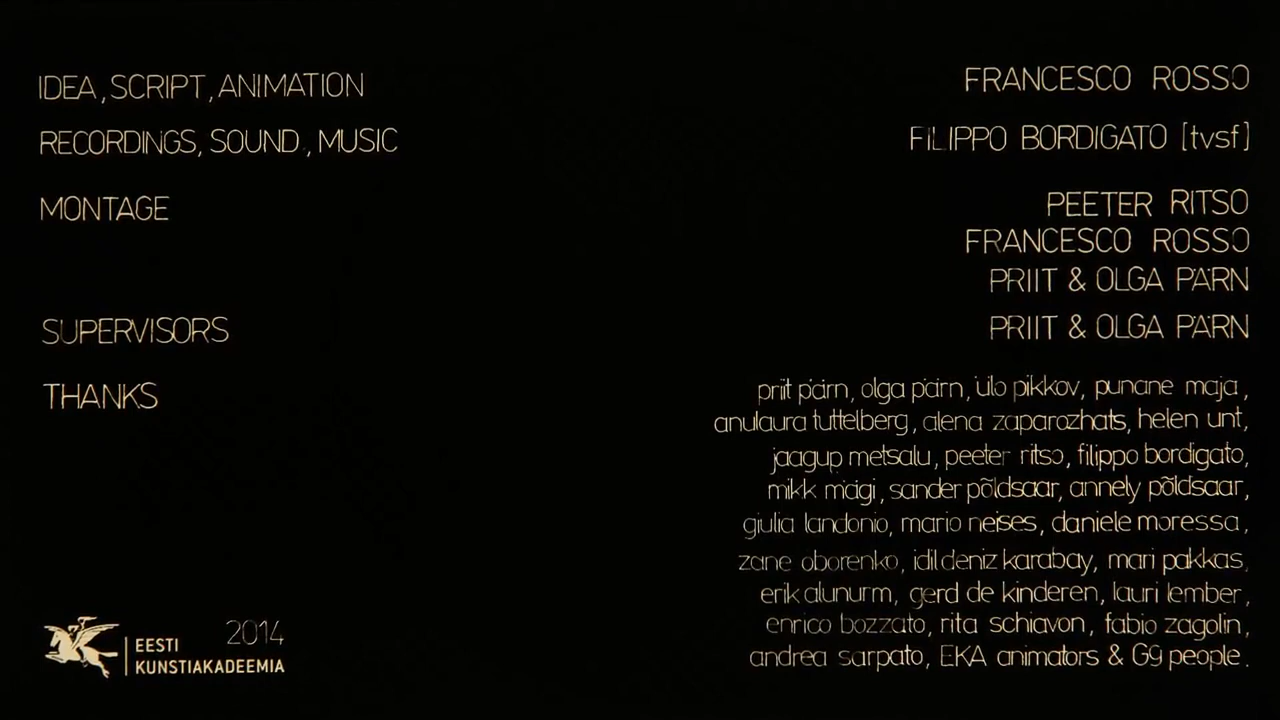 IDEA, SCRIPT, ANIMATION FRANCESCO ROSSO
RECORDINGS, SOUND, MUSIC FILIPPO BORDIGATO [tvsf]
MONTAGE PEETER RITSO
FRANCESCO ROSSO
PRIIT & OLGA PÄRN
SUPERVISORS PRIIT & OLGA PÄRN
THANKS priit pärn, olga pärn, ülo pikkov, punane maja,
anulaura tuttelberg, alena zaparozhats, helen unt,
jaagup metsalu, peeter ritso, filippo bordigato,
mikk mägi, sander põldsaar, annely põldsaar,
giulia landonio, mario neises, daniele moressa,
zane oborenko, idil deniz karabay, mari pakkas,
erik alunurm, gerd de kinderen, lauri lember,
enrico bozzato, rita schiavon, fabio zagolin,
andrea sarpato, EKA animators & G9 people.
2014
EESTI
KUNSTIAKADEEMIA